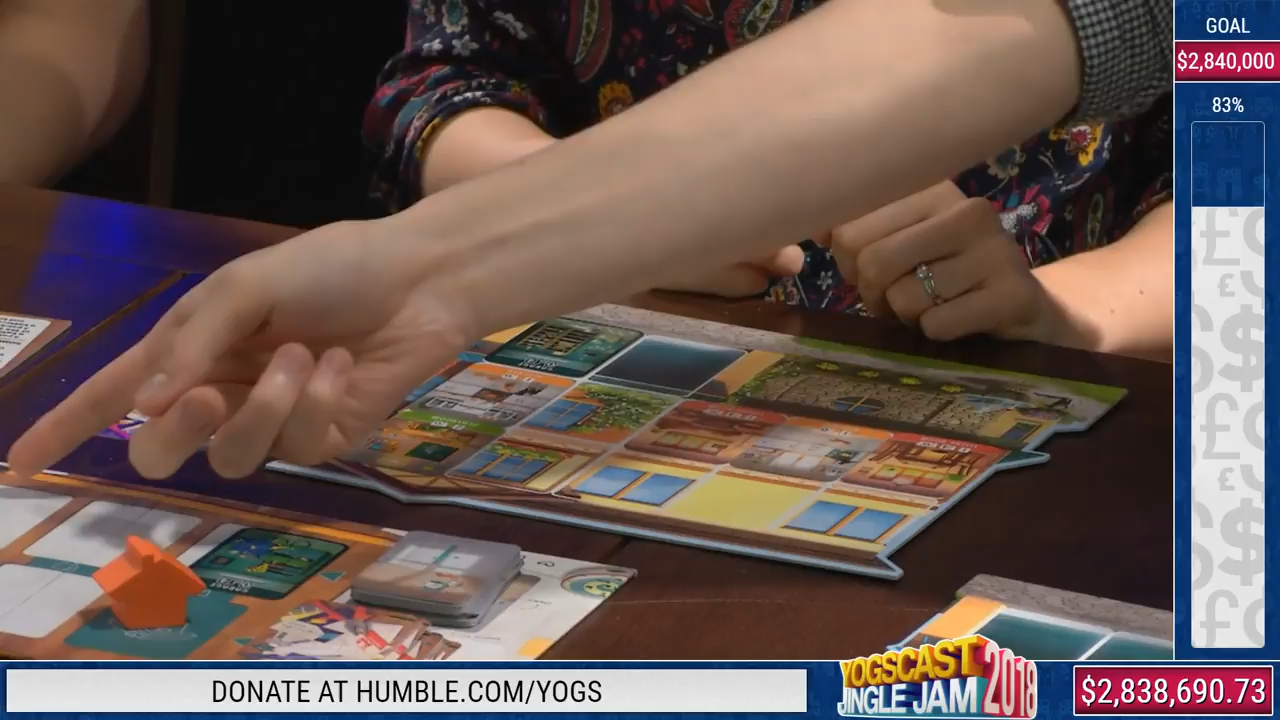 GOAL
$2,840,000
83%
DONATE AT HUMBLE.COM/YOGS
YOGSCAST
JINGLE JAM 2018
$2,838,690.73